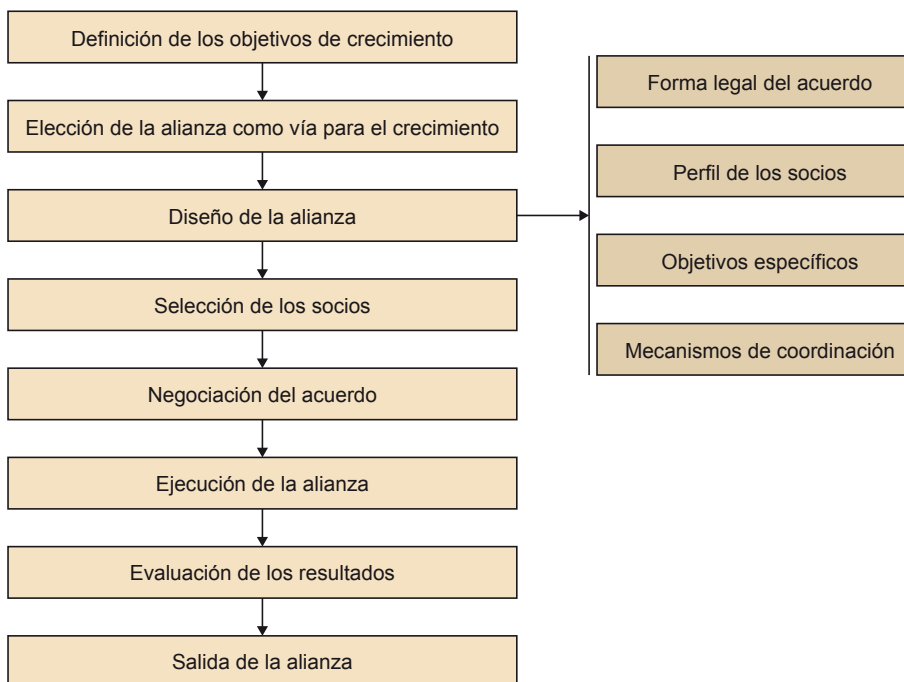 Definición de los objetivos de crecimiento
Elección de la alianza como vía para el crecimiento
Diseño de la alianza
Selección de los socios
Negociación del acuerdo
Ejecución de la alianza
Evaluación de los resultados
Salida de la alianza
Forma legal del acuerdo
Perfil de los socios
Objetivos específicos
Mecanismos de coordinación